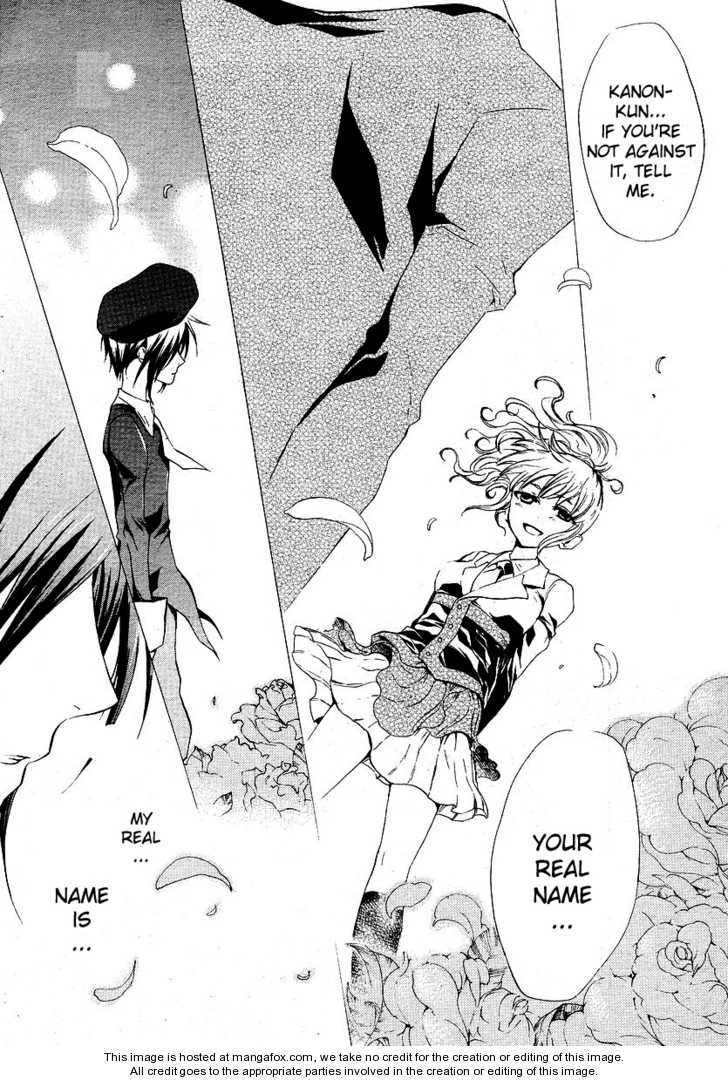 KANON-
KUN...
IF YOU'RE
NOT AGAINST
IT, TELL
ME.
YOUR
REAL
NAME
...
MY
REAL
...
NAME
IS
...
This image is hosted at mangafox.com, we take no credit for the creation or editing of this image.
All credit goes to the appropriate parties involved in the creation or editing of this image.